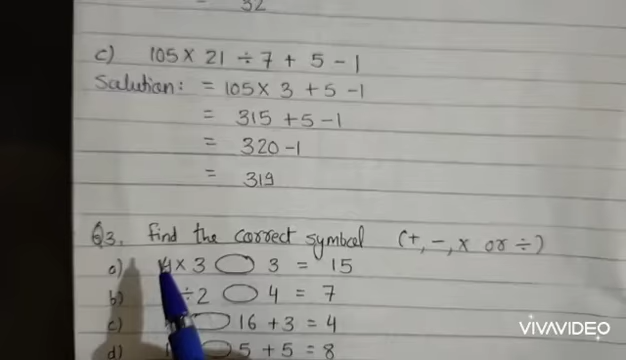 32
c) 105 × 21 ÷ 7 + 5 - 1
Solution: = 105 × 3 + 5 - 1
= 315 + 5 - 1
= 320 - 1
= 319
Q3. find the correct symbol (+, -, × or ÷)
a) 4 × 3 3 = 15
b) ÷ 2 4 = 7
c) 16 + 3 = 4
d) 5 + 5 = 8
VIVAVIDEO